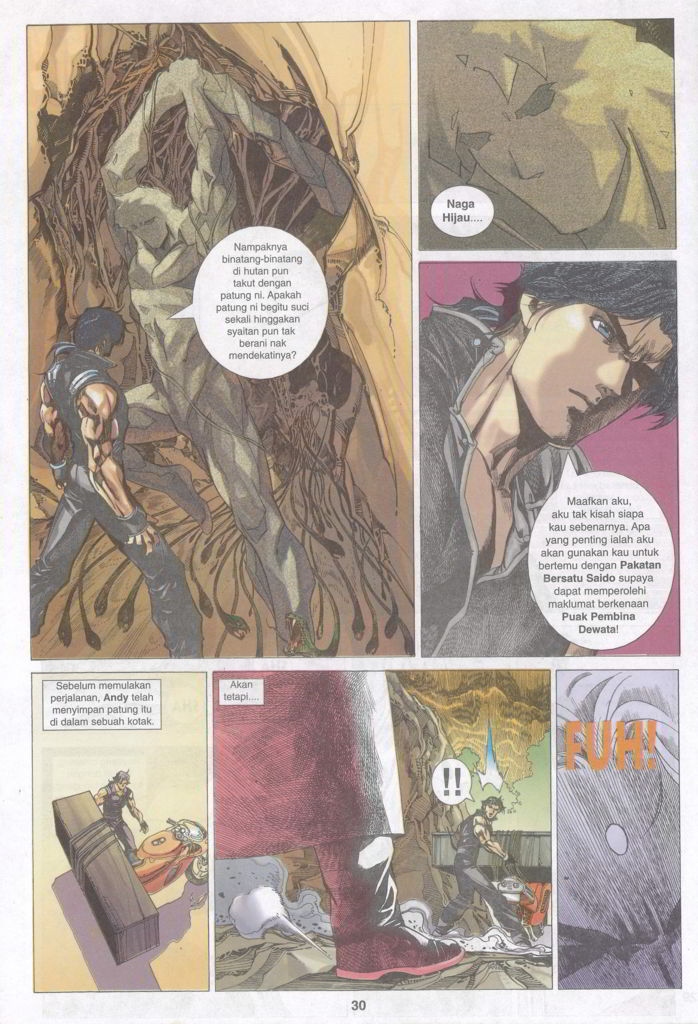 Nampaknya
binatang-binatang
di hutan pun
takut dengan
patung ni. Apakah
patung ni begitu suci
sekali hinggakan
syaitan pun tak
berani nak
mendekatinya?
Naga
Hijau....
Maafkan aku,
aku tak kisah siapa
kau sebenarnya. Apa
yang penting ialah aku
akan gunakan kau untuk
bertemu dengan Pakatan
Bersatu Saido supaya
dapat memperolehi
maklumat berkenaan
Puak Pembina
Dewata!
Sebelum memulakan
perjalanan, Andy telah
menyimpan patung itu
di dalam sebuah kotak.
Akan
tetapi....
!!
FUH!
30